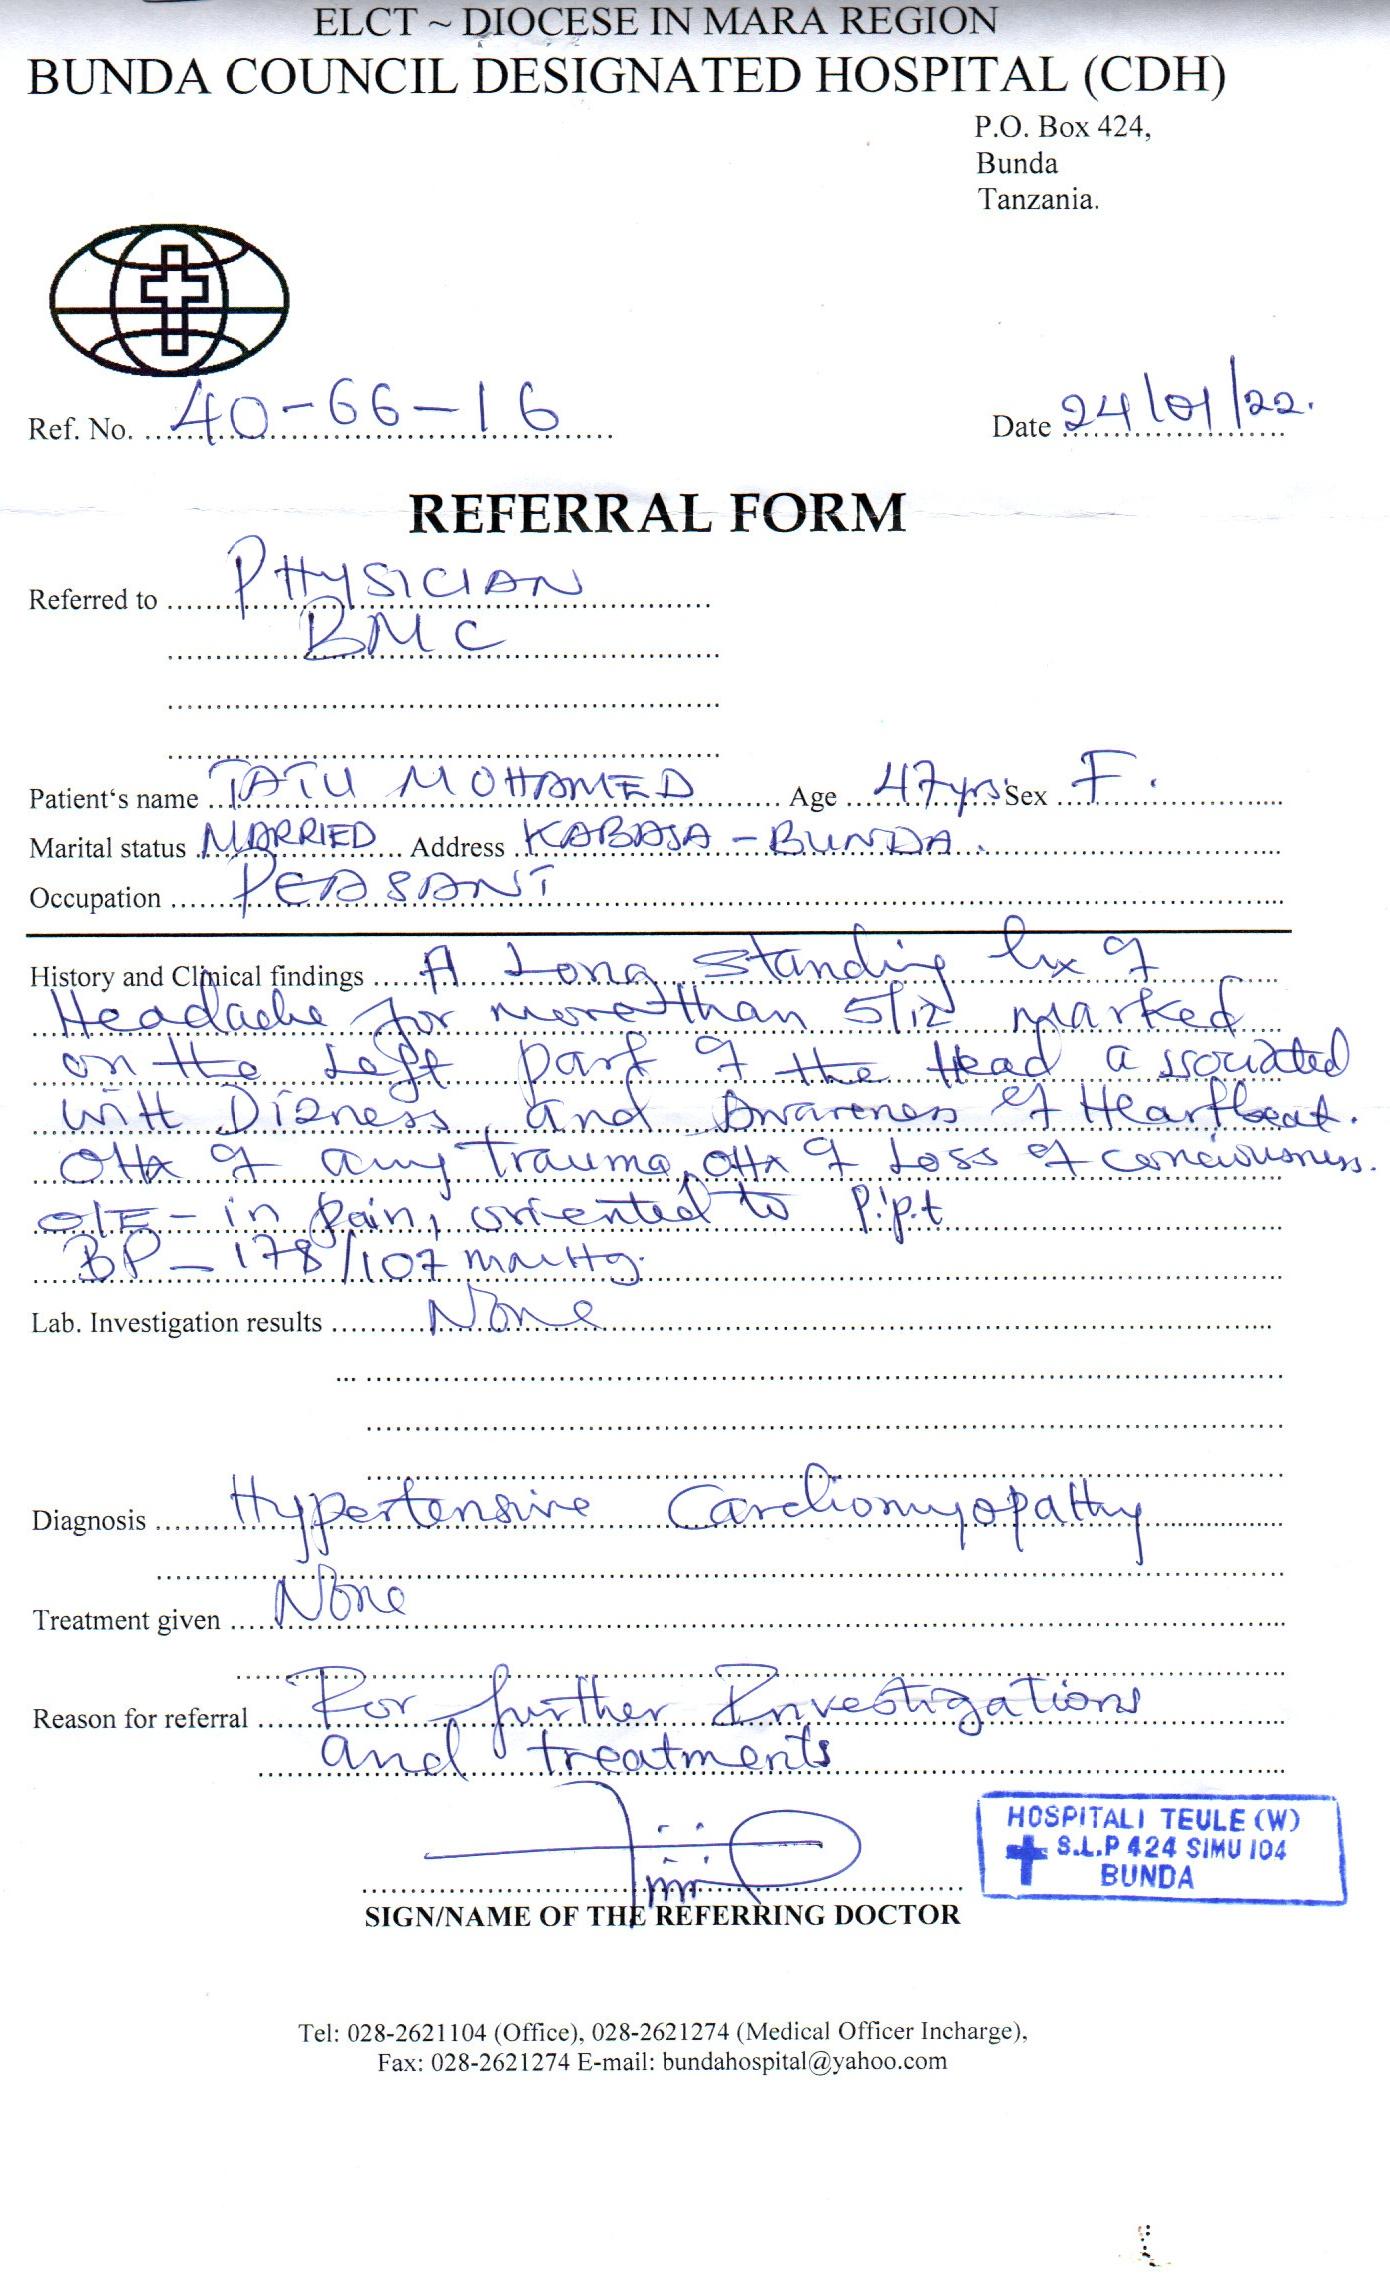 ELCT ~ DIOCESE IN MARA REGION
BUNDA COUNCIL DESIGNATED HOSPITAL (CDH)
P.O. Box 424,
Bunda
Tanzania.
Ref. No. 40-66-16
Date 24/01/22.
REFERRAL FORM
Referred to PHYSICIAN
BMC
Patient's name TATU MOHAMED Age 47yrs Sex F.
Marital status MARRIED Address KABASA - BUNDA.
Occupation PEASANT
History and Clinical findings A Long standing hx of
Headache for more than 5/12 marked
on the Left part of the Head associated
witH Dizness and Awareness of Heartbeat.
OHx of any trauma, OHx of Loss of conciousness.
O/E - in pain, oriented to p.p.t
BP - 178/107 mmHg.
Lab. Investigation results None
Diagnosis Hypertensive Cardiomyopathy
Treatment given None
Reason for referral For further Investigations
and treatments
HOSPITALI TEULE (W)
S.L.P 424 SIMU 104
BUNDA
SIGN/NAME OF THE REFERRING DOCTOR
Tel: 028-2621104 (Office), 028-2621274 (Medical Officer Incharge),
Fax: 028-2621274 E-mail: bundahospital@yahoo.com